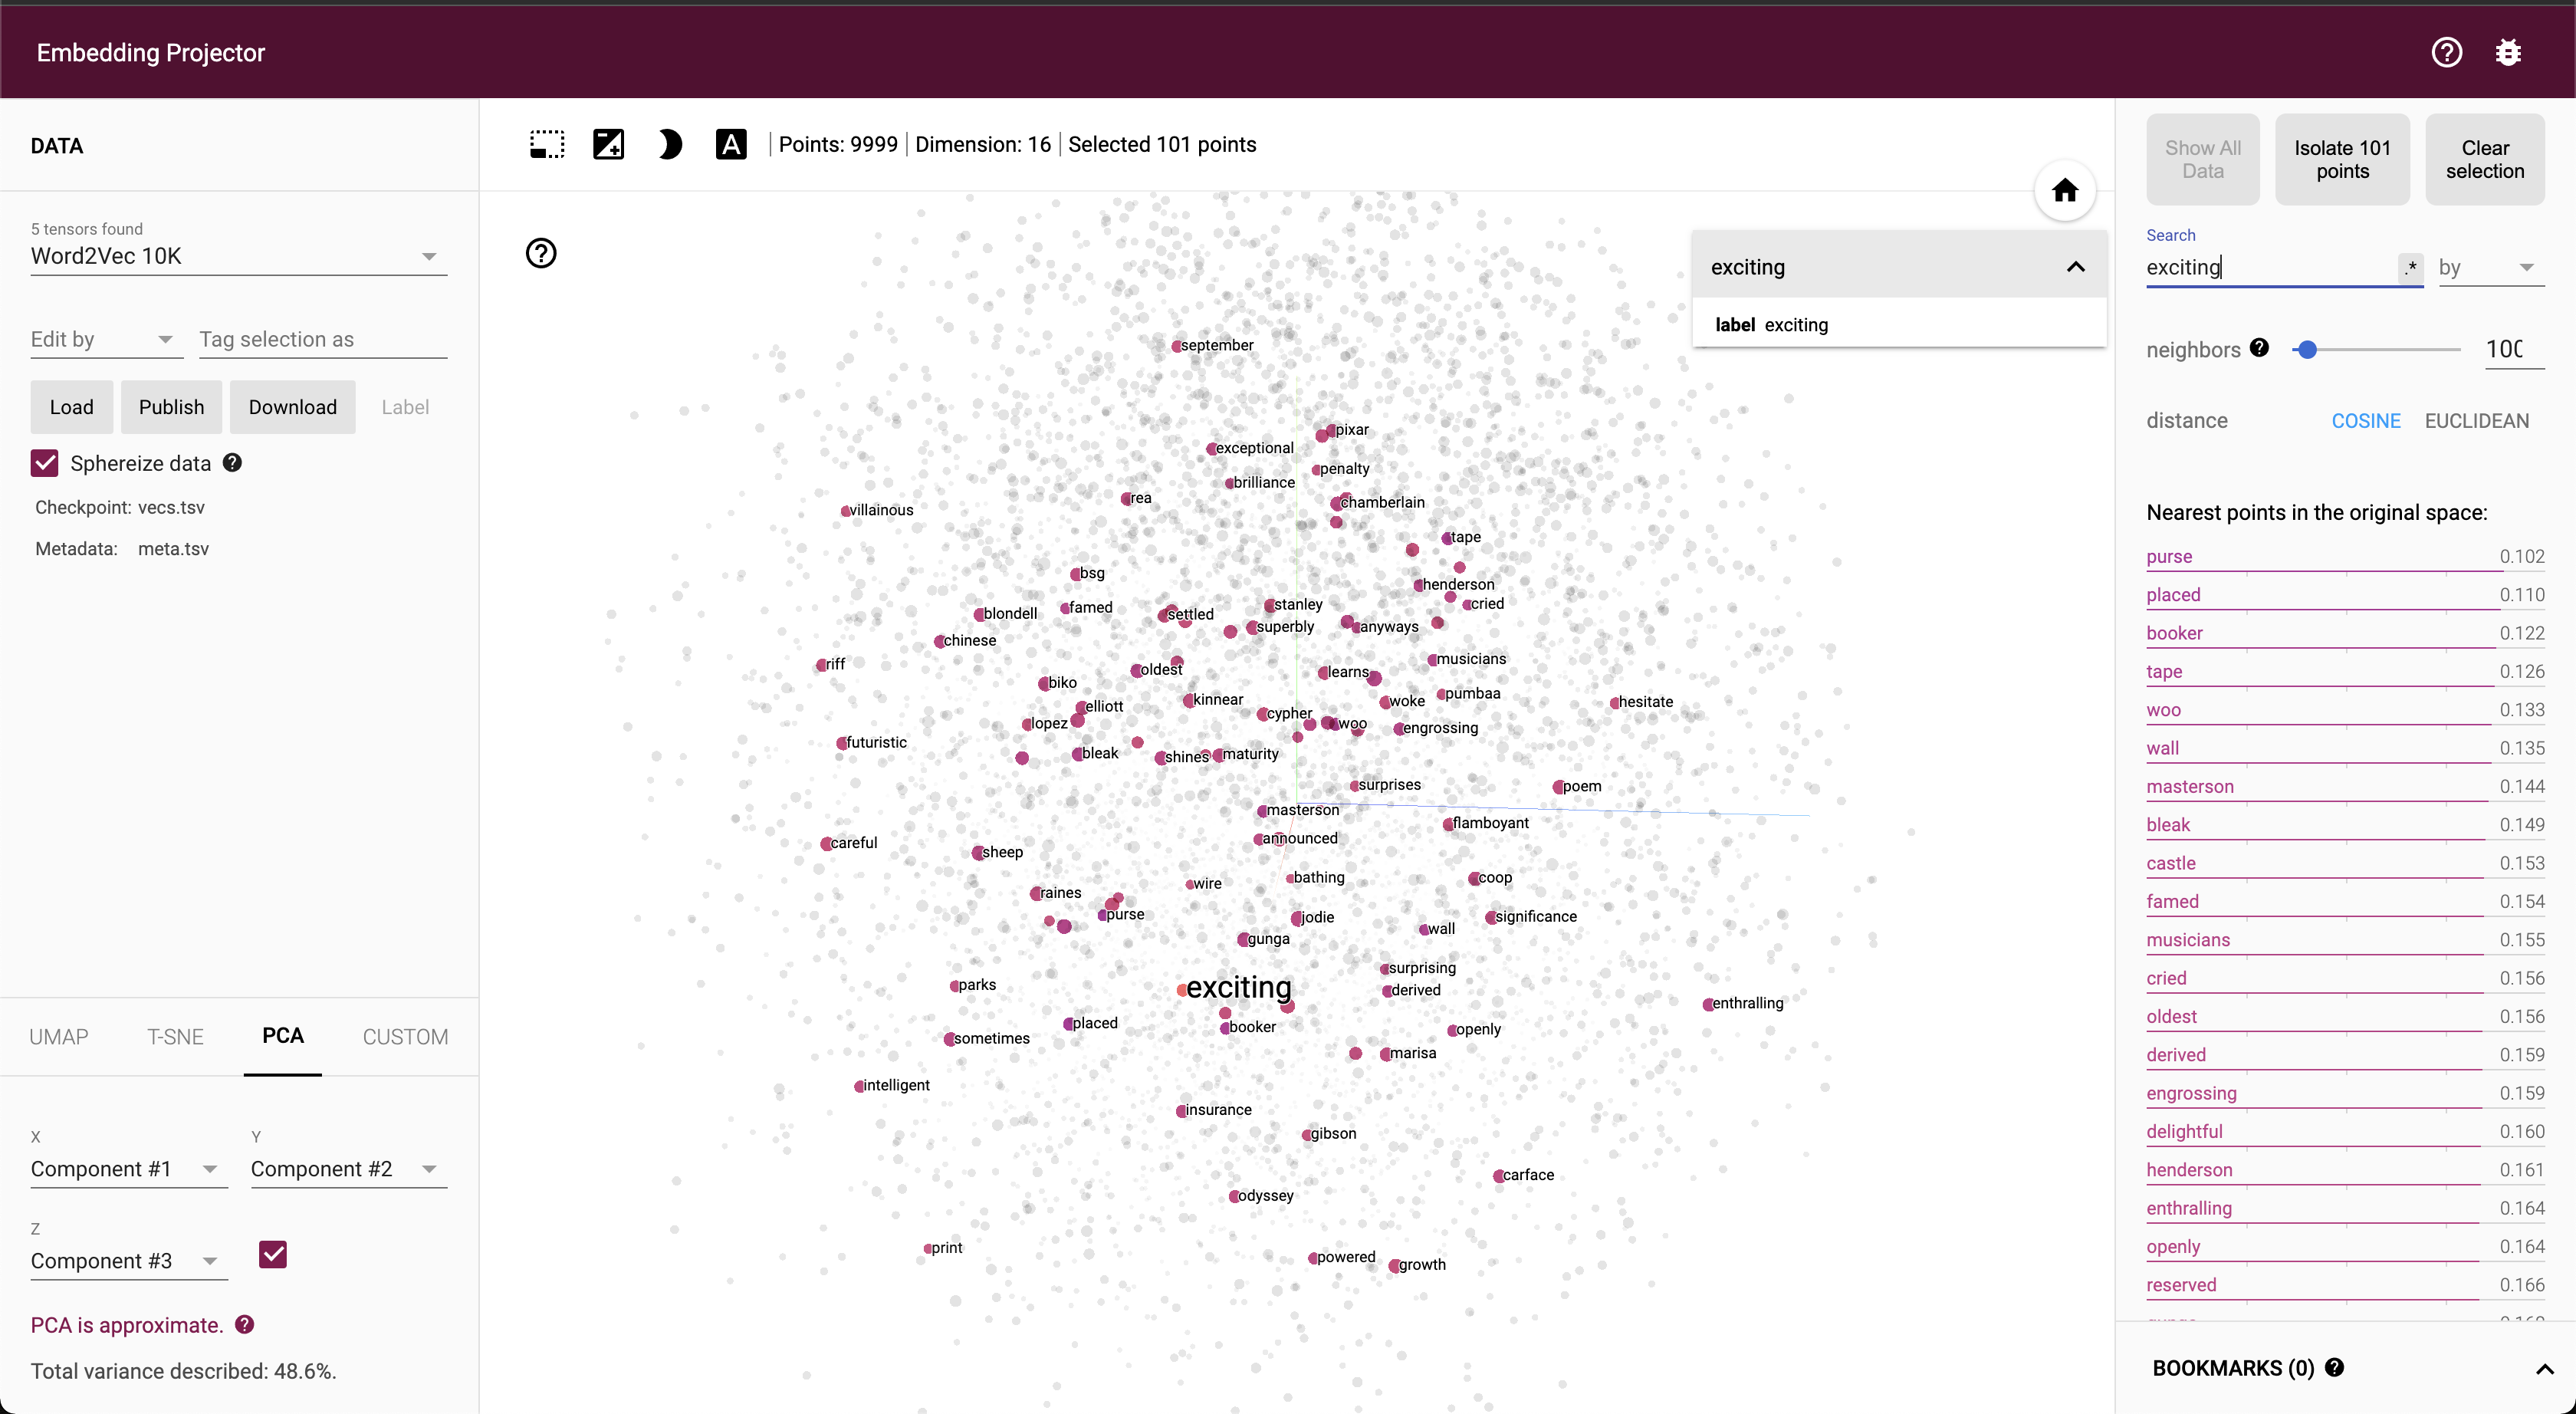 Embedding Projector
DATA
5 tensors found
Word2Vec 10K
Edit by
Tag selection as
Load
Publish
Download
Label
Sphereize data
Checkpoint: vecs.tsv
Metadata: meta.tsv
UMAP
T-SNE
PCA
CUSTOM
X
Component #1
Y
Component #2
Z
Component #3
PCA is approximate.
Total variance described: 48.6%.
A
Points: 9999
Dimension: 16
Selected 101 points
exciting
label exciting
september
pixar
exceptional
penalty
brilliance
rea
chamberlain
villainous
tape
bsg
henderson
famed
stanley
cried
blondell
settled
superbly
anyways
chinese
musicians
riff
oldest
learns
biko
pumbaa
kinnear
woke
hesitate
elliott
cypher
lopez
woo
engrossing
futuristic
bleak
shines
maturity
surprises
poem
masterson
flamboyant
announced
careful
sheep
bathing
coop
wire
raines
purse
jodie
significance
wall
gunga
surprising
parks
exciting
derived
enthralling
placed
booker
openly
sometimes
marisa
intelligent
insurance
gibson
carface
odyssey
print
powered
growth
Show All
Data
Isolate 101
points
Clear
selection
Search
exciting
.*
by
neighbors
100
distance
COSINE
EUCLIDEAN
Nearest points in the original space:
purse 0.102
placed 0.110
booker 0.122
tape 0.126
woo 0.133
wall 0.135
masterson 0.144
bleak 0.149
castle 0.153
famed 0.154
musicians 0.155
cried 0.156
oldest 0.156
derived 0.159
engrossing 0.159
delightful 0.160
henderson 0.161
enthralling 0.164
openly 0.164
reserved 0.166
BOOKMARKS (0)